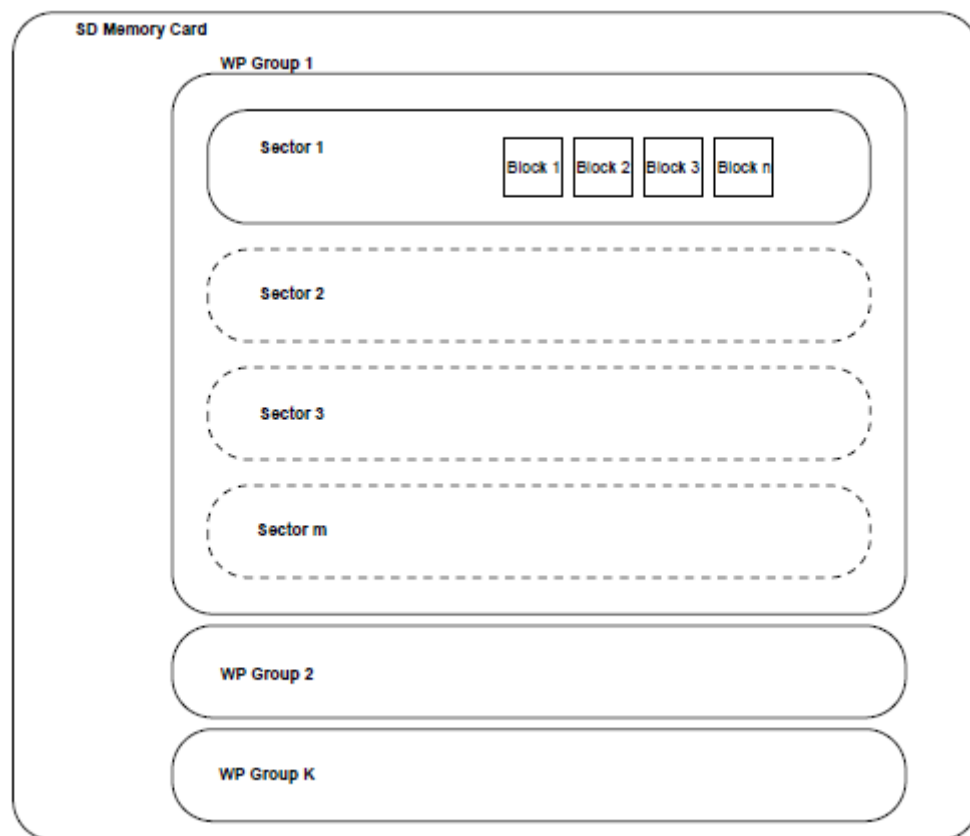 SD Memory Card
WP Group 1
Sector 1
Block 1 Block 2 Block 3 Block n
Sector 2
Sector 3
Sector m
WP Group 2
WP Group K